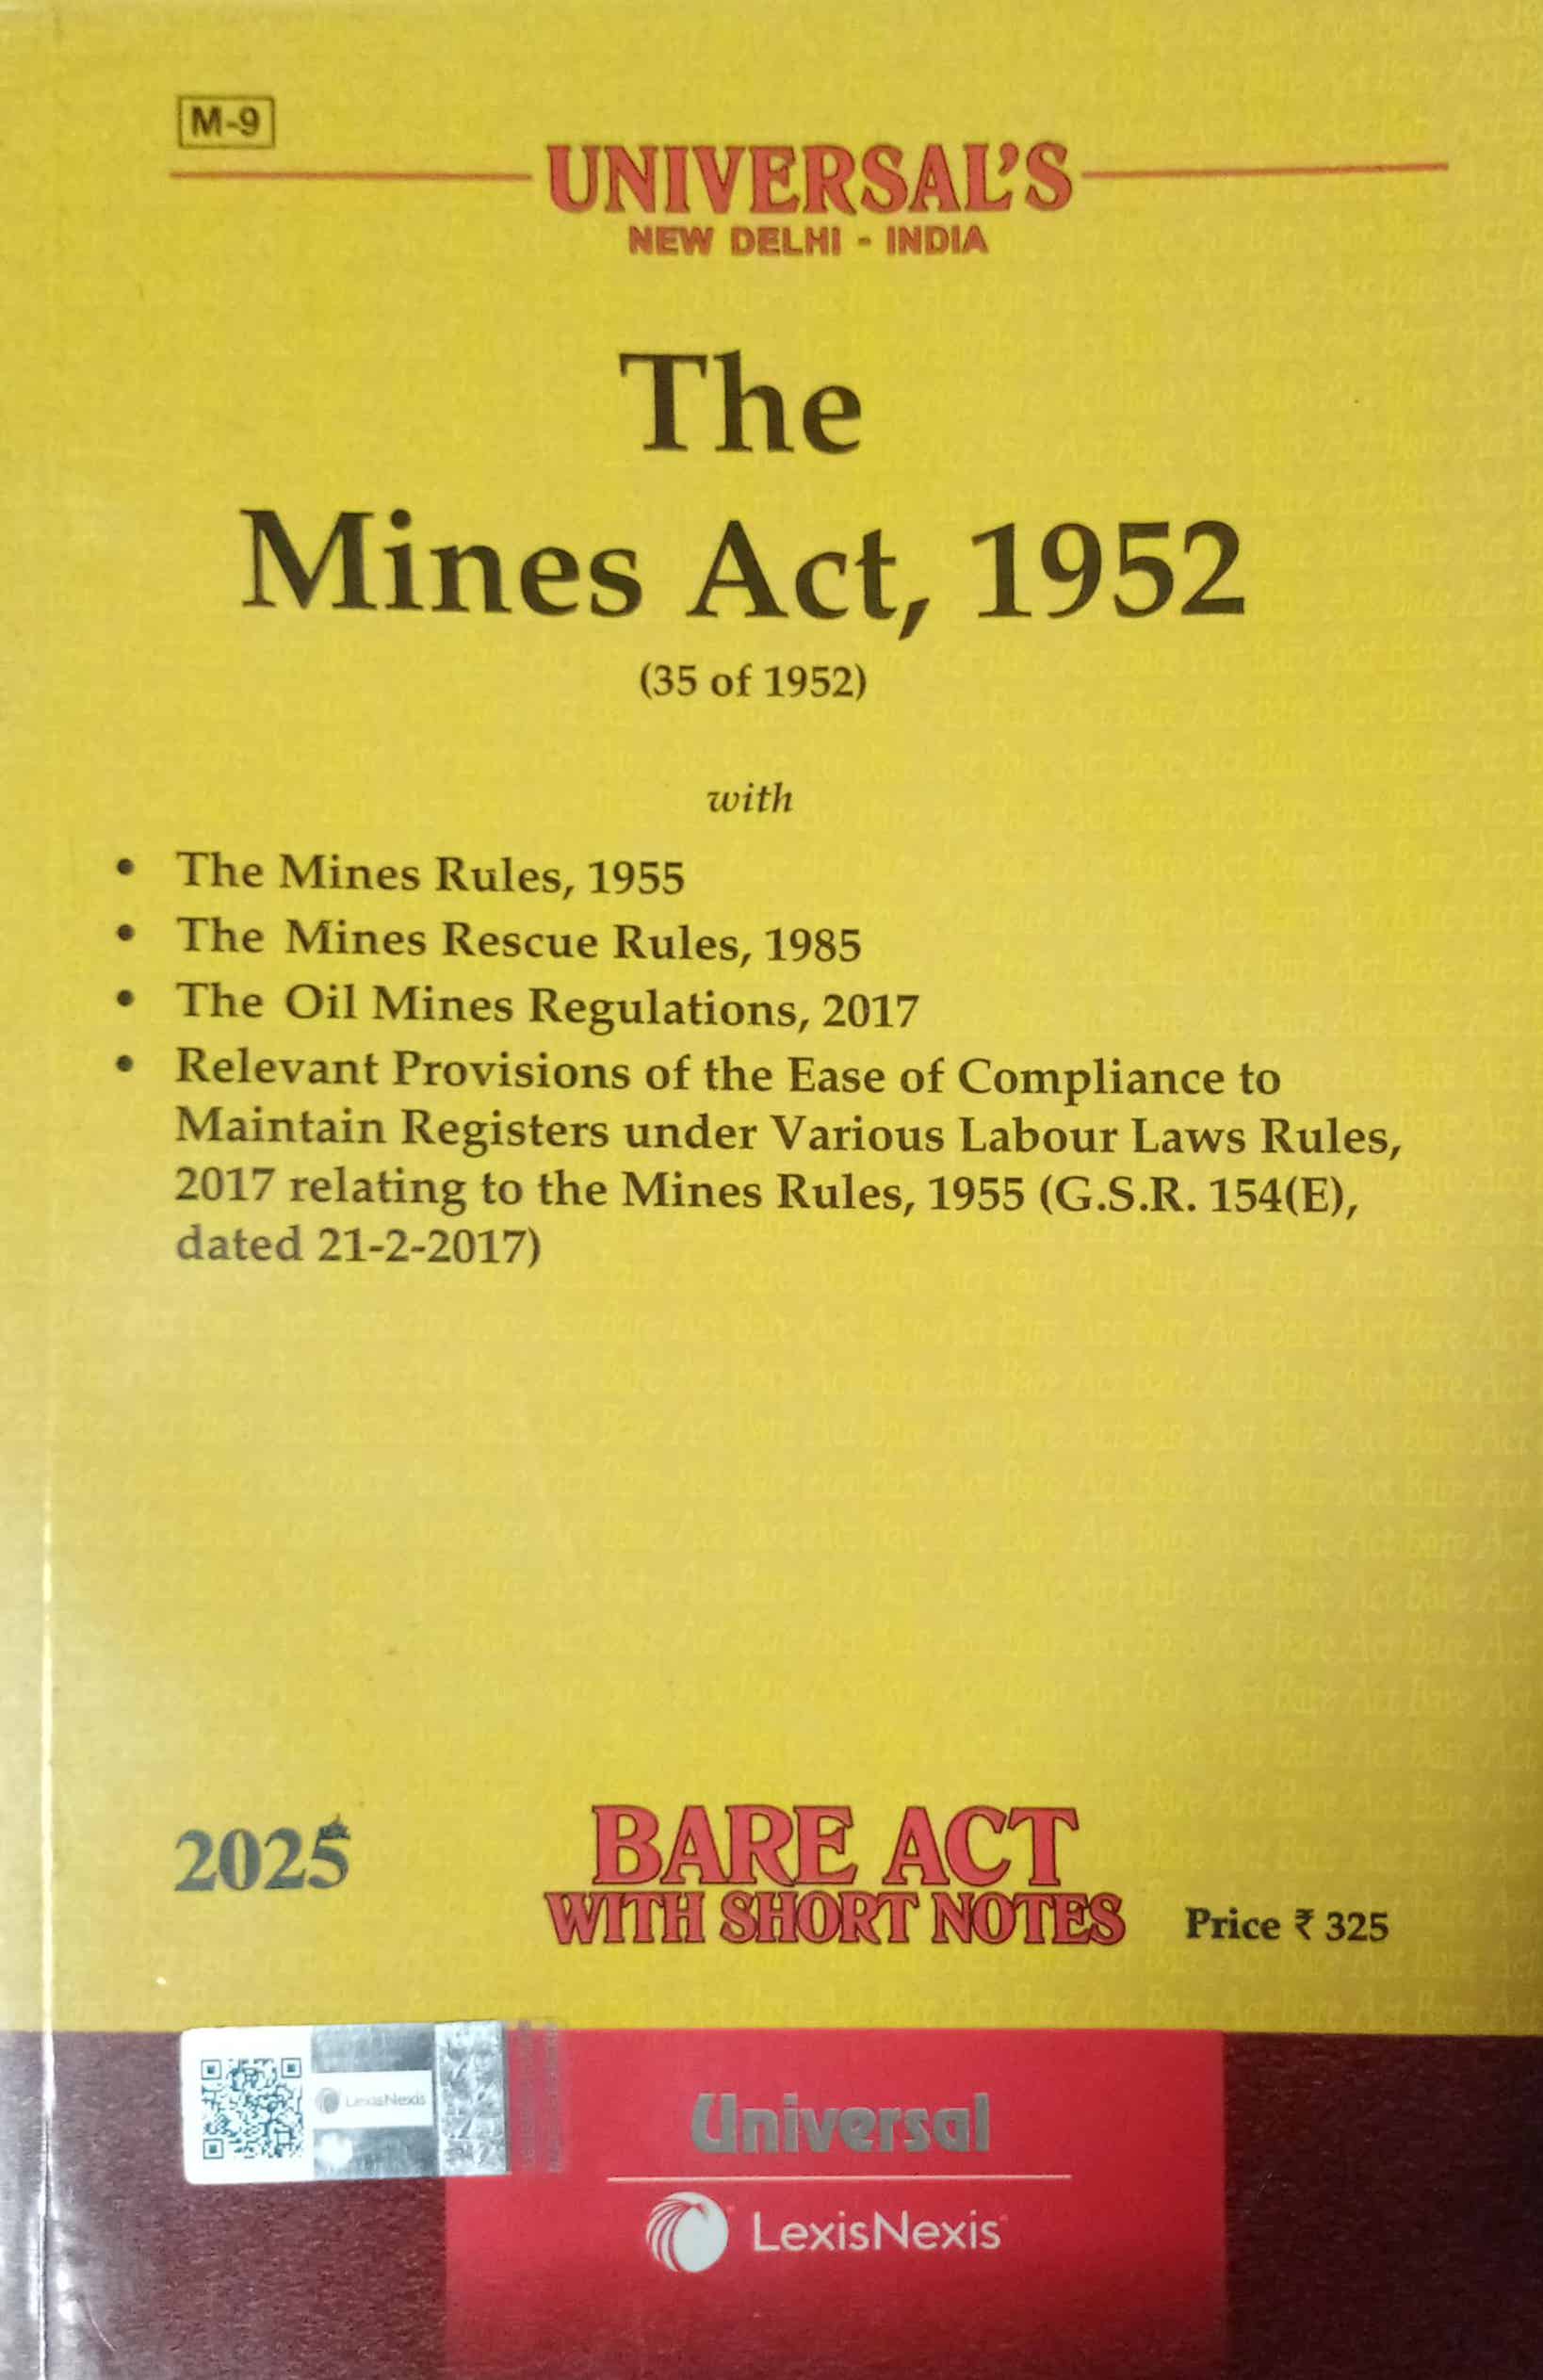 M-9
UNIVERSAL'S
NEW DELHI - INDIA
The
Mines Act, 1952
(35 of 1952)
with
• The Mines Rules, 1955
• The Mines Rescue Rules, 1985
• The Oil Mines Regulations, 2017
• Relevant Provisions of the Ease of Compliance to
Maintain Registers under Various Labour Laws Rules,
2017 relating to the Mines Rules, 1955 (G.S.R. 154(E),
dated 21-2-2017)
2025
BARE ACT
WITH SHORT NOTES
Price ₹ 325
LexisNexis
Universal
LexisNexis